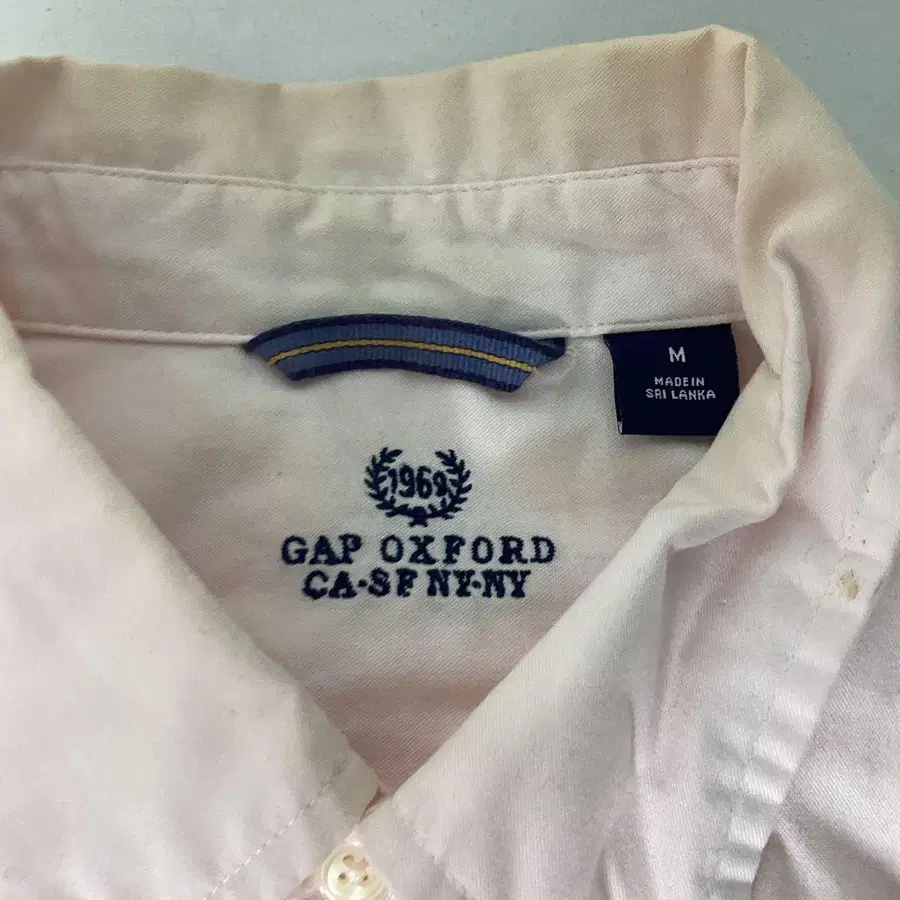 M
MADE IN
SRI LANKA
1969
GAP OXFORD
CA-SF NY-NY